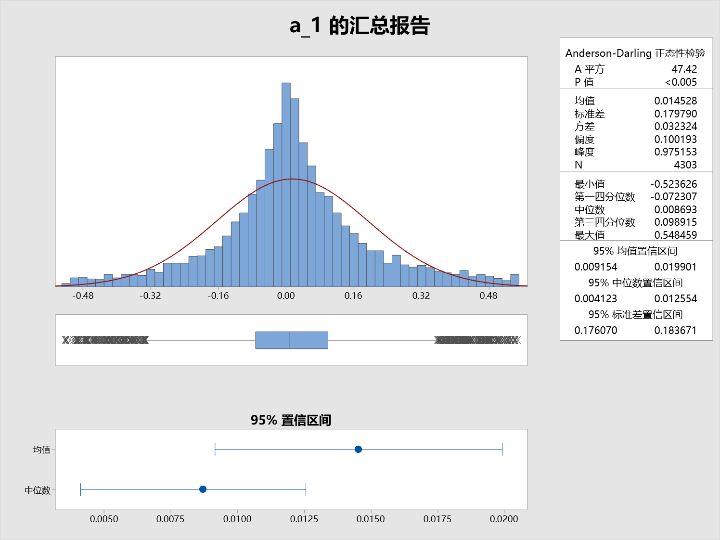 a_1 的汇总报告
Anderson-Darling 正态性检验
A 平方 47.42
P 值 <0.005
均值 0.014528
标准差 0.179790
方差 0.032324
偏度 0.100193
峰度 0.975153
N 4303
最小值 -0.523626
第一四分位数 -0.072307
中位数 0.008693
第三四分位数 0.098915
最大值 0.548459
95% 均值置信区间
0.009154 0.019901
95% 中位数置信区间
0.004123 0.012554
95% 标准差置信区间
0.176070 0.183671
-0.48 -0.32 -0.16 0.00 0.16 0.32 0.48
95% 置信区间
均值
中位数
0.0050 0.0075 0.0100 0.0125 0.0150 0.0175 0.0200